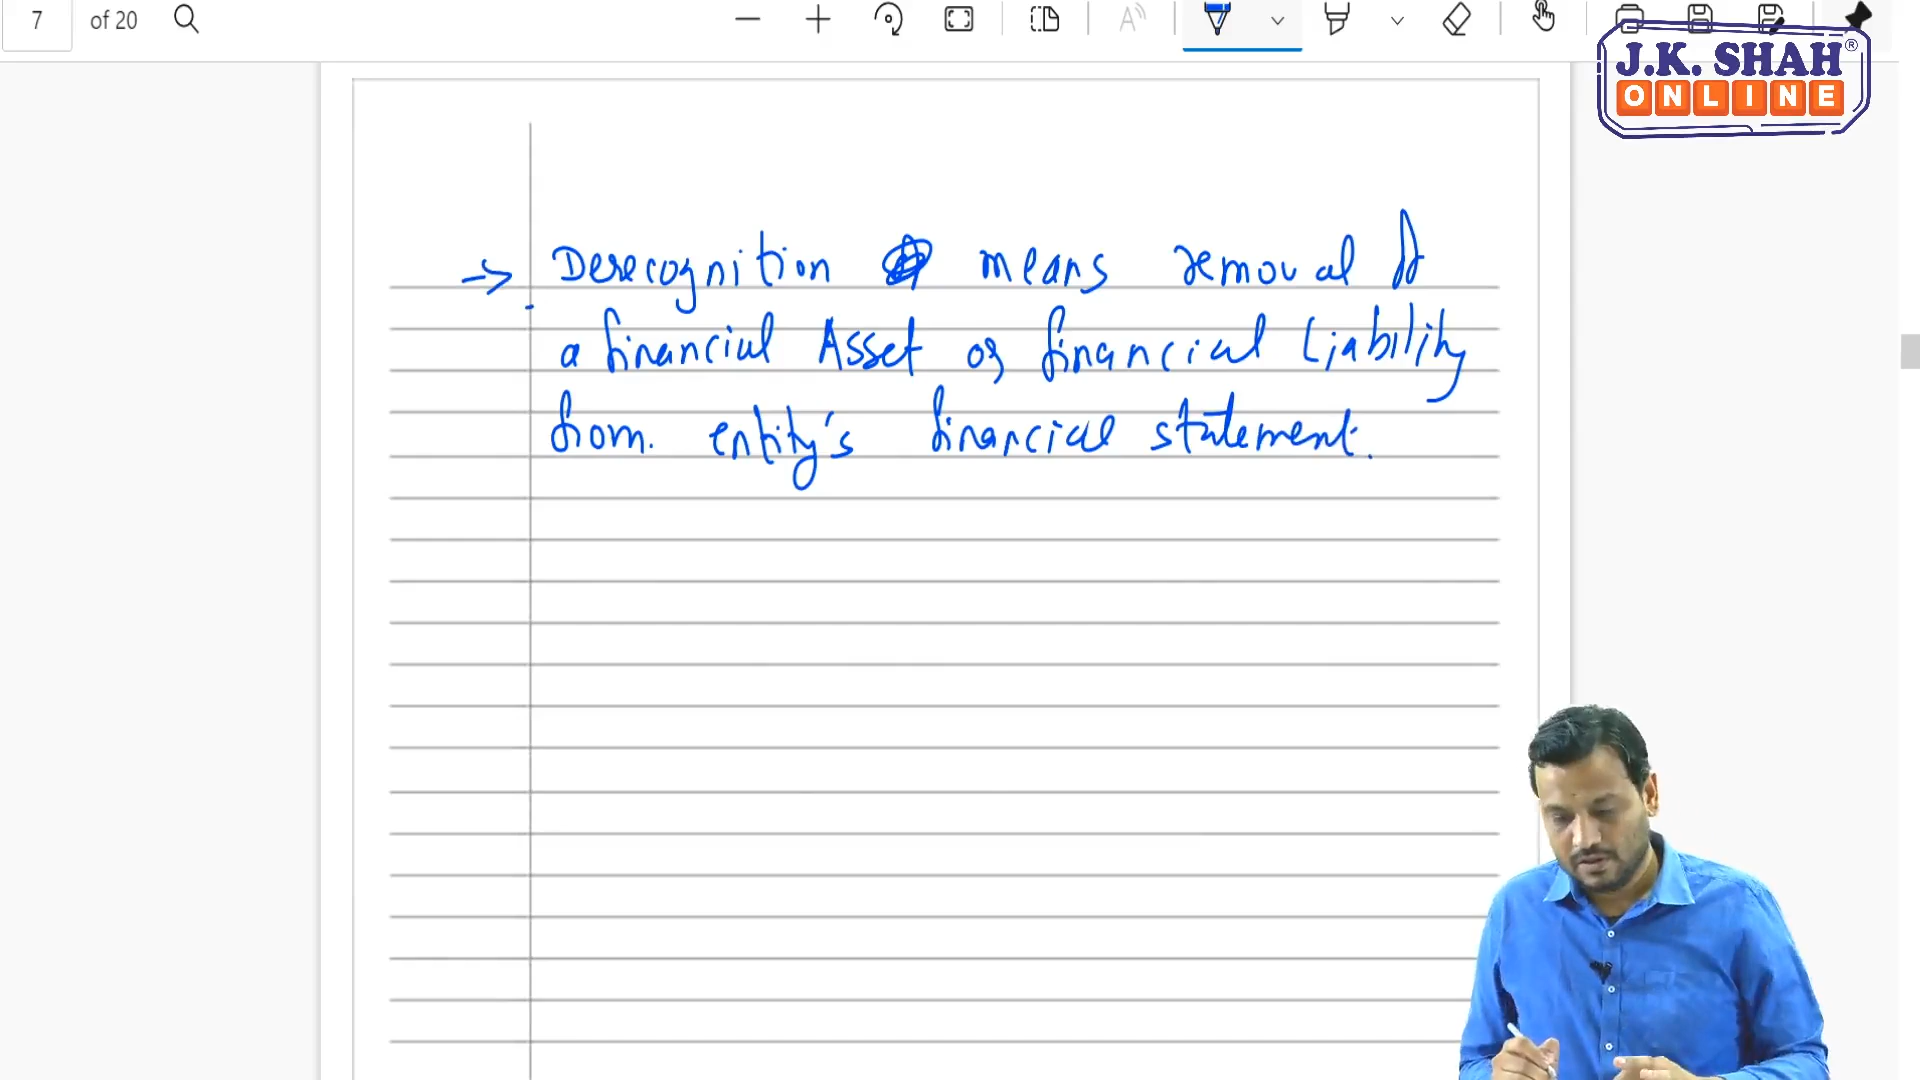 7 of 20
J.K. SHAH®
ONLINE
→ Derecognition means removal of
a financial Asset or financial Liability
from. entity's financial statement.